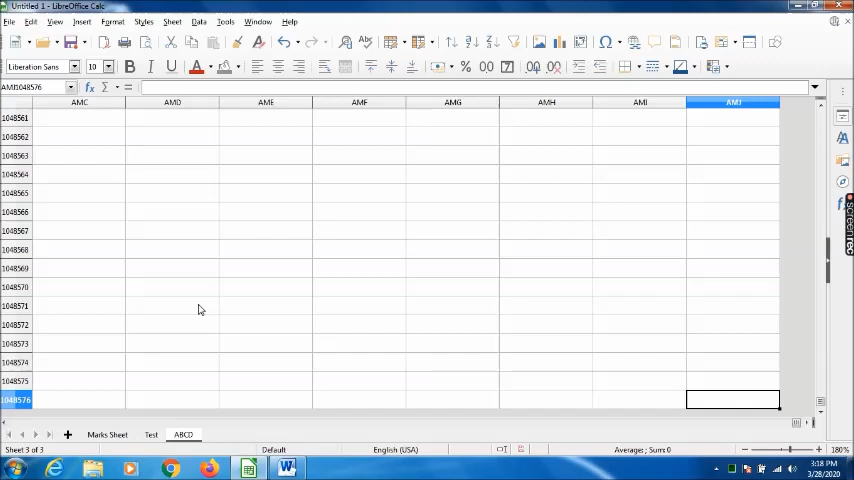 Untitled 1 - LibreOffice Calc
File Edit View Insert Format Styles Sheet Data Tools Window Help
Liberation Sans 10
AMJ1048576
AMC AMD AME AMF AMG AMH AMI AMJ
1048561
1048562
1048563
1048564
1048565
1048566
1048567
1048568
1048569
1048570
1048571
1048572
1048573
1048574
1048575
1048576
screenrec
Marks Sheet Test ABCD
Sheet 3 of 3 Default English (USA) Average: ; Sum: 0 180%
3:18 PM
3/28/2020